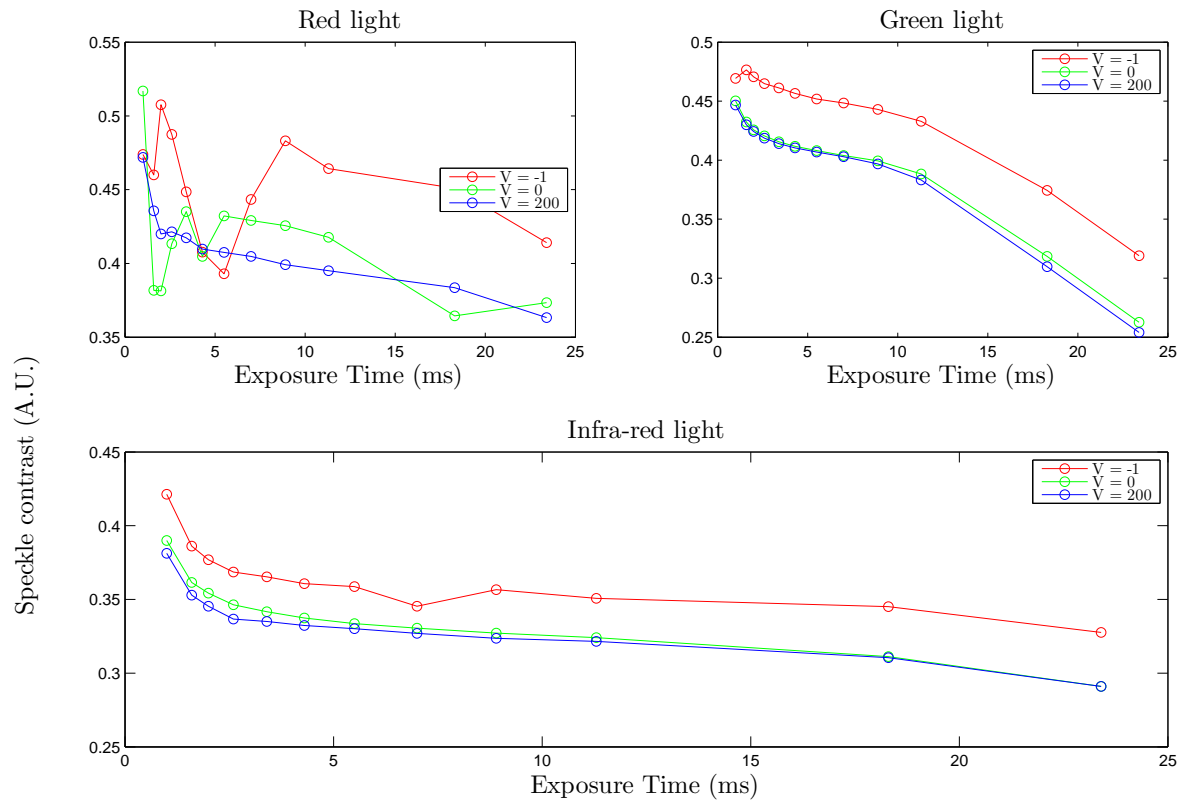 Red light
0.55
0.5
0.45
0.4
0.35
0 5 10 15 20 25
V = -1
V = 0
V = 200
Exposure Time (ms)
Green light
0.5
0.45
0.4
0.35
0.3
0.25
0 5 10 15 20 25
V = -1
V = 0
V = 200
Exposure Time (ms)
Speckle contrast (A.U.)
Infra-red light
0.45
0.4
0.35
0.3
0.25
0 5 10 15 20 25
V = -1
V = 0
V = 200
Exposure Time (ms)